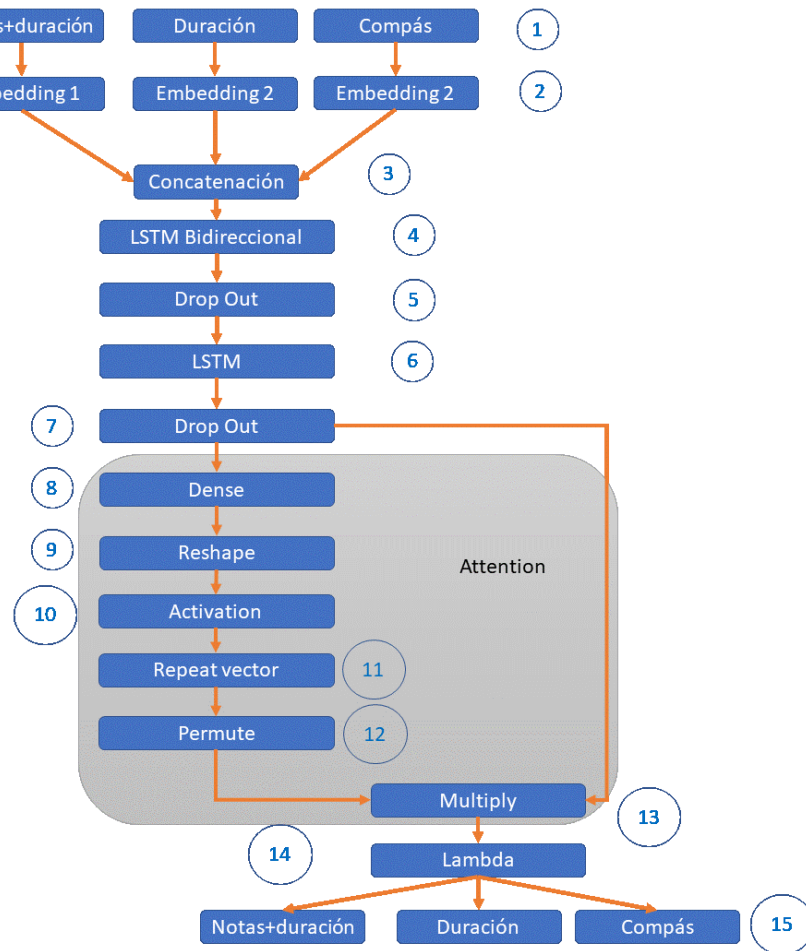 s+duración Duración Compás 1
bedding 1 Embedding 2 Embedding 2 2
Concatenación 3
LSTM Bidireccional 4
Drop Out 5
LSTM 6
7 Drop Out
8 Dense
9 Reshape
Attention
10 Activation
Repeat vector 11
Permute 12
Multiply 13
14 Lambda
Notas+duración Duración Compás 15